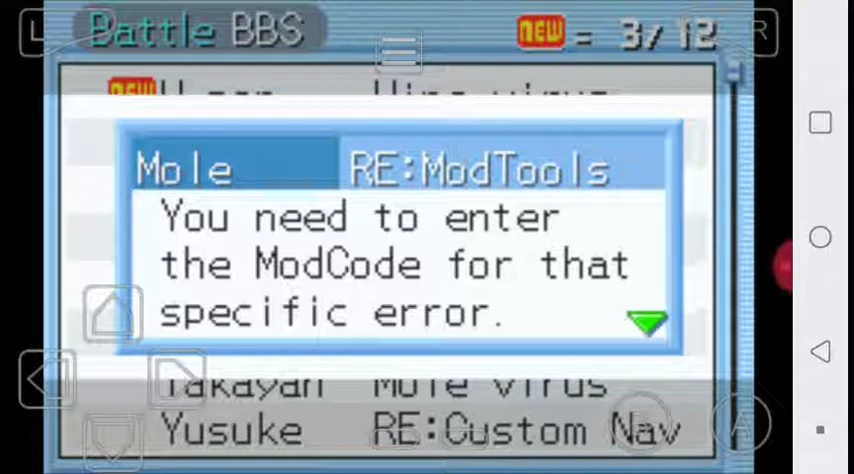 L
Battle BBS
NEW = 3/12
R
NEW
Mole RE:ModTools
You need to enter
the ModCode for that
specific error.
Takayan Mole virus
Yusuke RE:Custom Nav
B
A